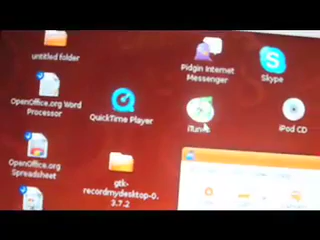 untitled folder
Pidgin Internet
Messenger
Skype
OpenOffice.org Word
Processor
QuickTime Player
iTunes
iPod CD
OpenOffice.org
Spreadsheet
gtk-
recordmydesktop-0.
3.7.2